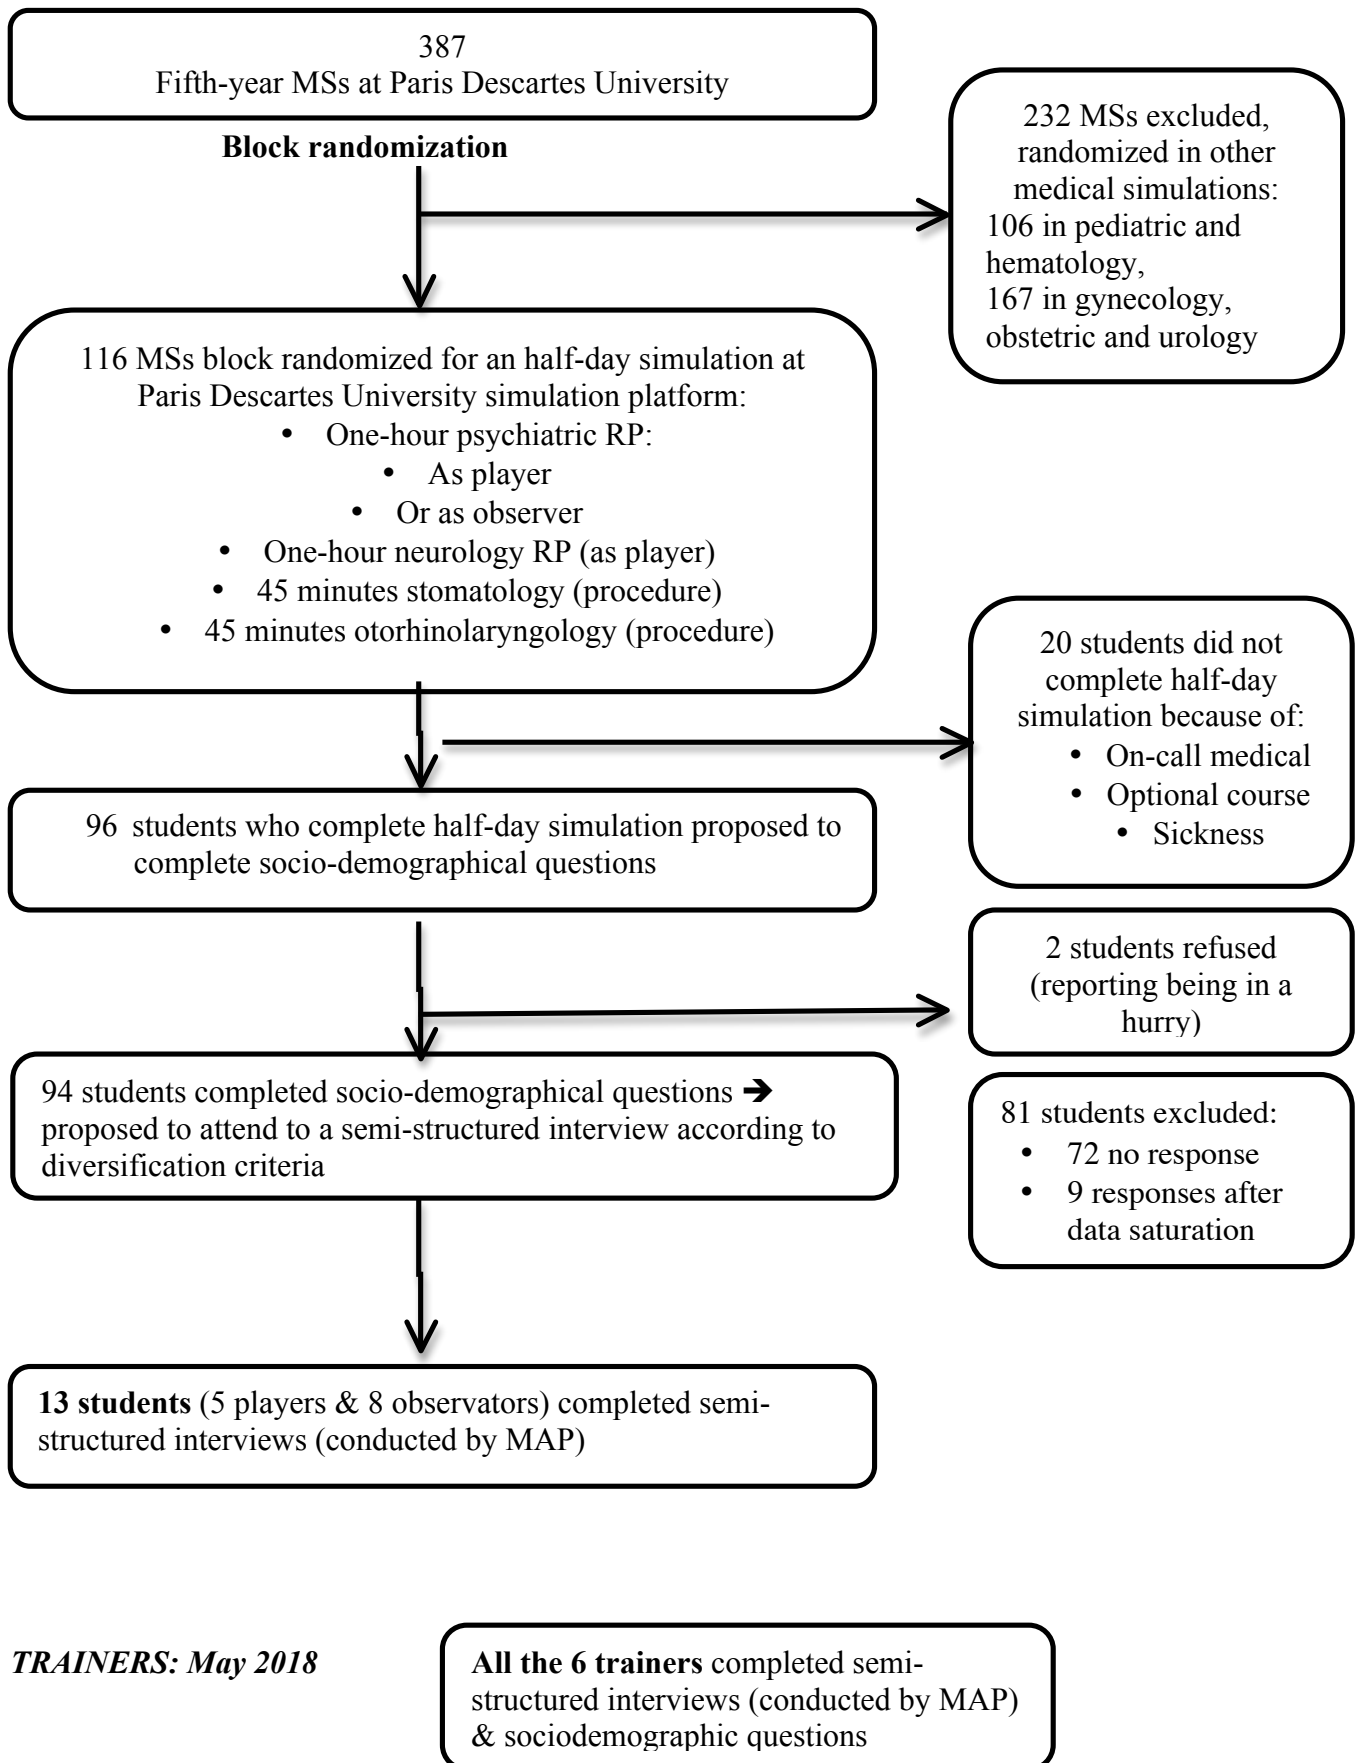 387
Fifth-year MSs at Paris Descartes University
Block randomization
232 MSs excluded,
randomized in other
medical simulations:
106 in pediatric and
hematology,
167 in gynecology,
obstetric and urology
116 MSs block randomized for an half-day simulation at
Paris Descartes University simulation platform:
• One-hour psychiatric RP:
• As player
• Or as observer
• One-hour neurology RP (as player)
• 45 minutes stomatology (procedure)
• 45 minutes otorhinolaryngology (procedure)
20 students did not
complete half-day
simulation because of:
• On-call medical
• Optional course
• Sickness
96 students who complete half-day simulation proposed to
complete socio-demographical questions
2 students refused
(reporting being in a
hurry)
94 students completed socio-demographical questions ➔
proposed to attend to a semi-structured interview according to
diversification criteria
81 students excluded:
• 72 no response
• 9 responses after
data saturation
13 students (5 players & 8 observators) completed semi-
structured interviews (conducted by MAP)
TRAINERS: May 2018
All the 6 trainers completed semi-
structured interviews (conducted by MAP)
& sociodemographic questions